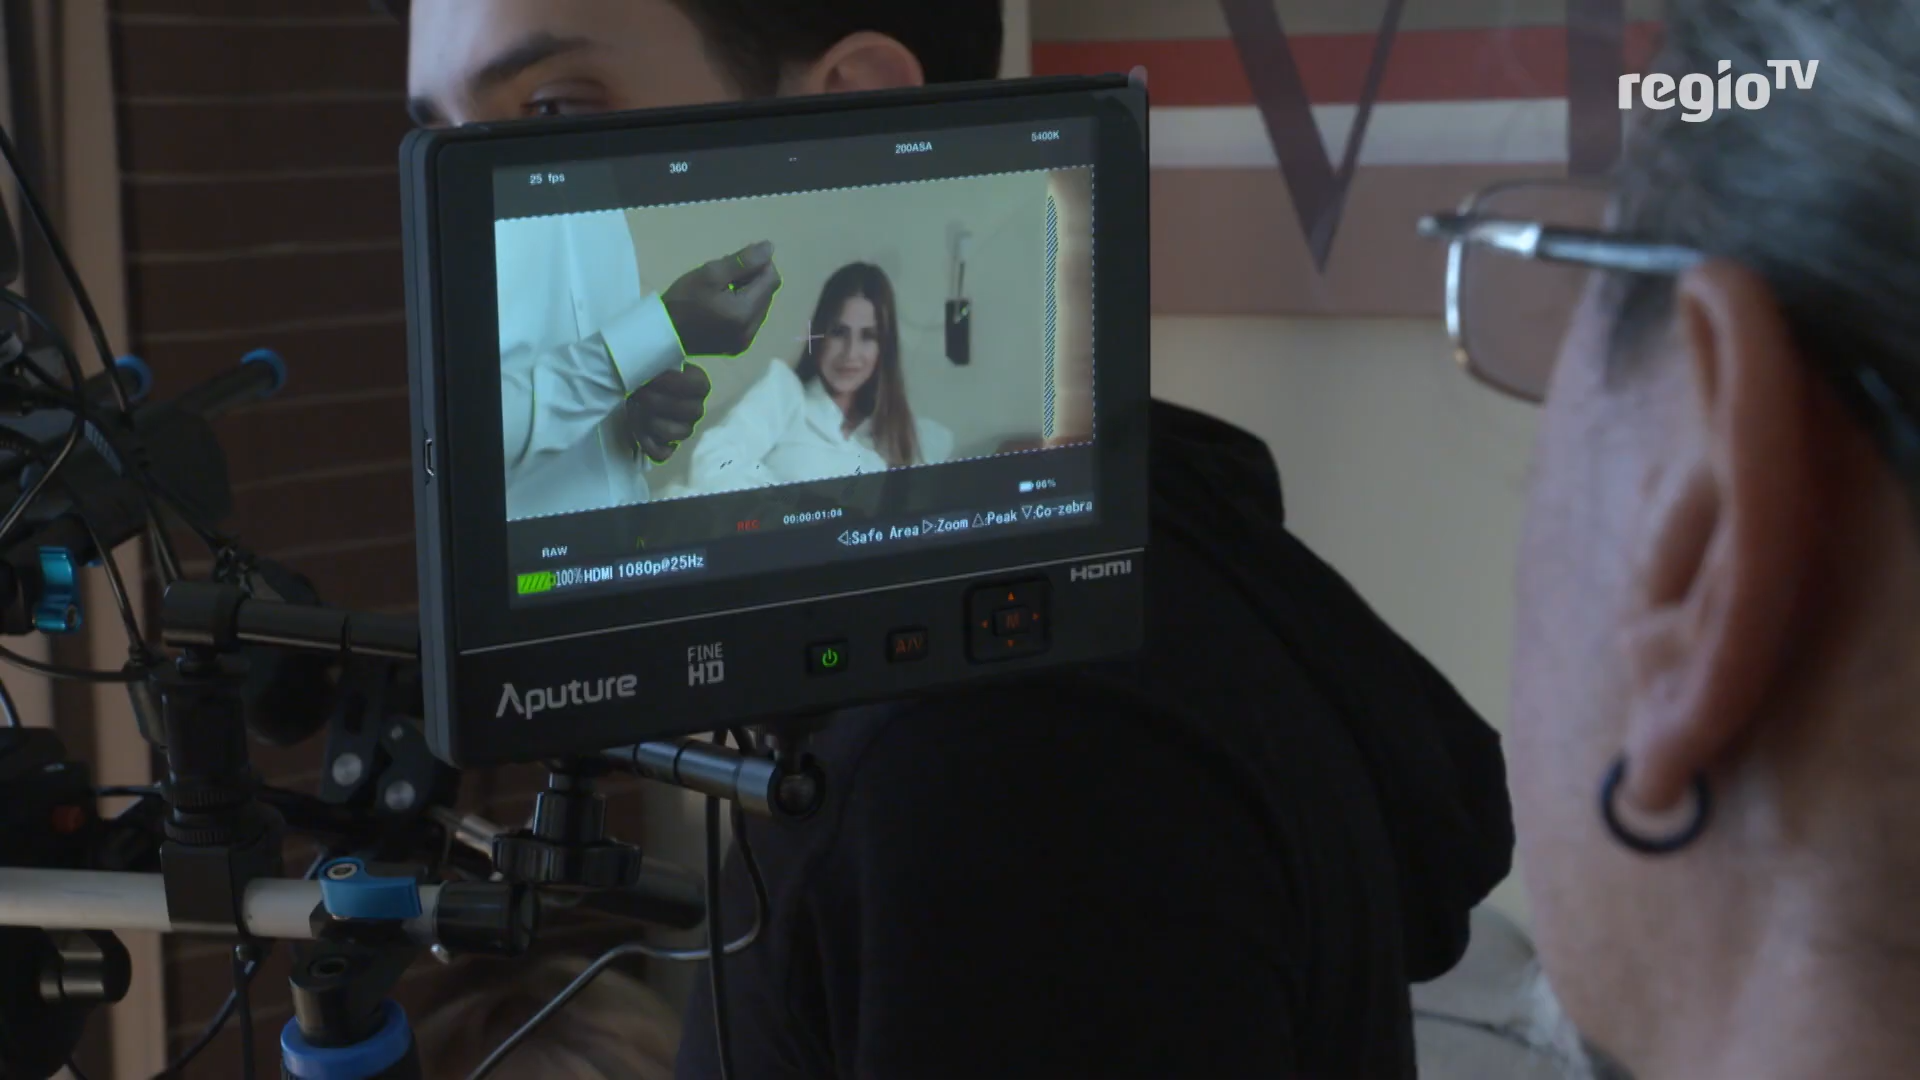 regioTV
25 fps
360
--
200ASA
5400K
96%
REC
00:00:01:04
RAW
◁:Safe Area ▷:Zoom △:Peak ▽:Co-zebra
100% HDMI 1080p@25Hz
HDMI
Aputure
FINE
HD
A/V
M